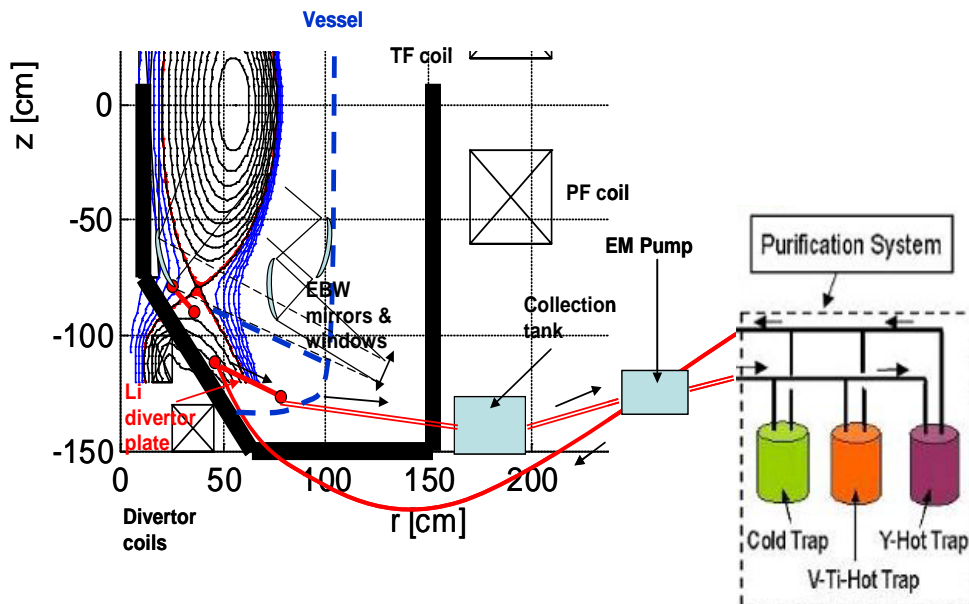 Vessel
TF coil
z [cm]
0
-50
-100
-150
PF coil
EM Pump
Purification System
EBW
mirrors &
windows
Collection
tank
Li
divertor
plate
0
50
100
150
200
r [cm]
Divertor
coils
Cold Trap
Y-Hot Trap
V-Ti-Hot Trap